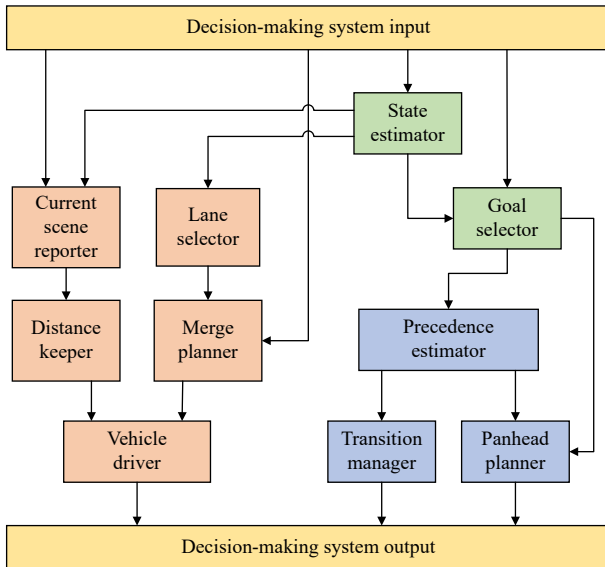 Decision-making system input
State
estimator
Current
scene
reporter
Lane
selector
Goal
selector
Distance
keeper
Merge
planner
Precedence
estimator
Vehicle
driver
Transition
manager
Panhead
planner
Decision-making system output